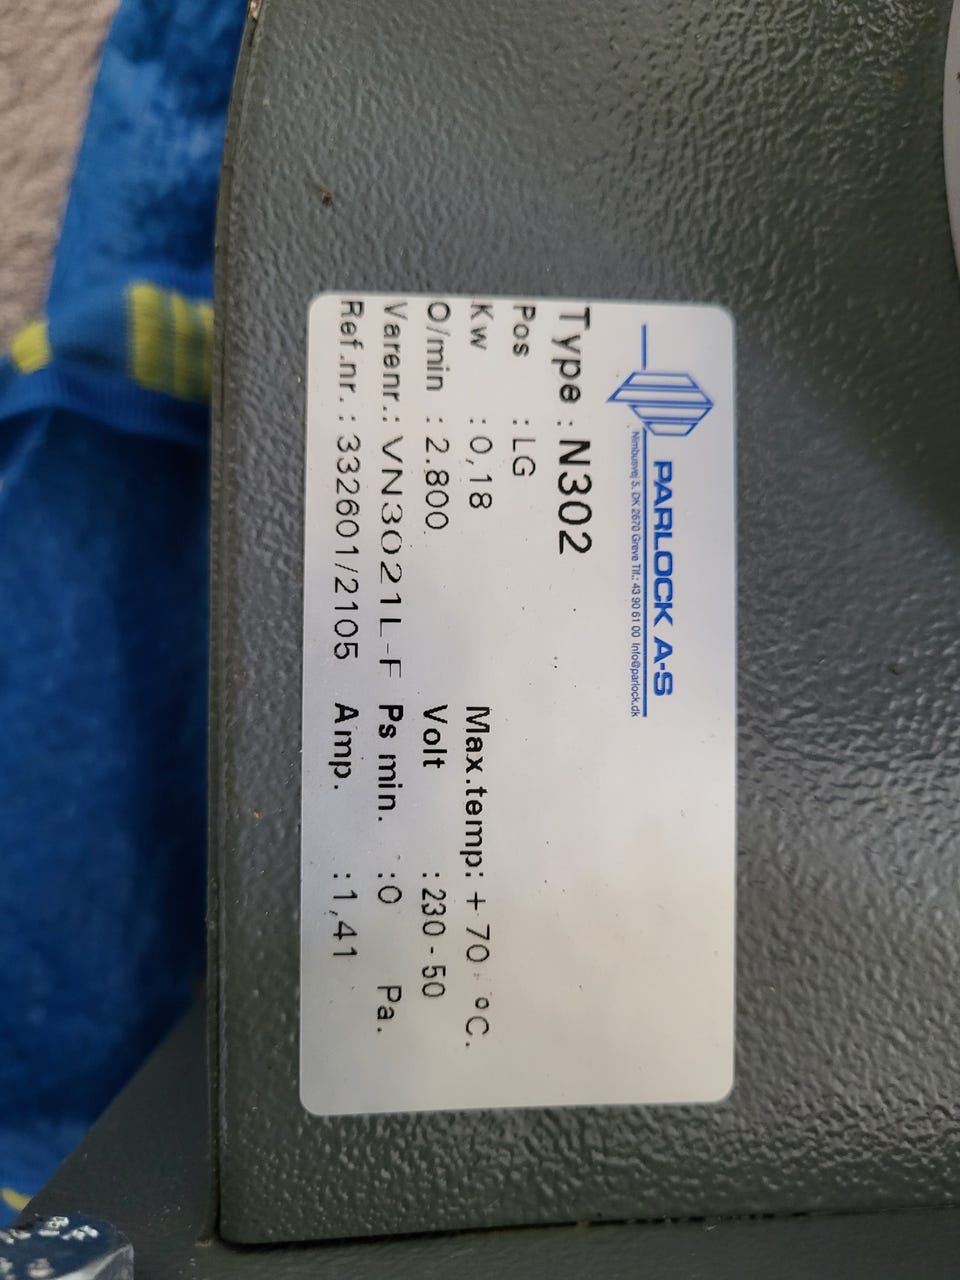 PARLOCK A-S
Nimbusvej 5. DK 2670 Greve Tlf.: 43 90 61 00 Info@parlock.dk
Type : N302
Pos : LG
Kw : 0,18 Max.temp: + 70 °C.
O/min : 2.800 Volt : 230 - 50
Varenr.: VN3021L-F Ps min. :0 Pa.
Ref.nr. : 332601/2105 Amp. : 1,41